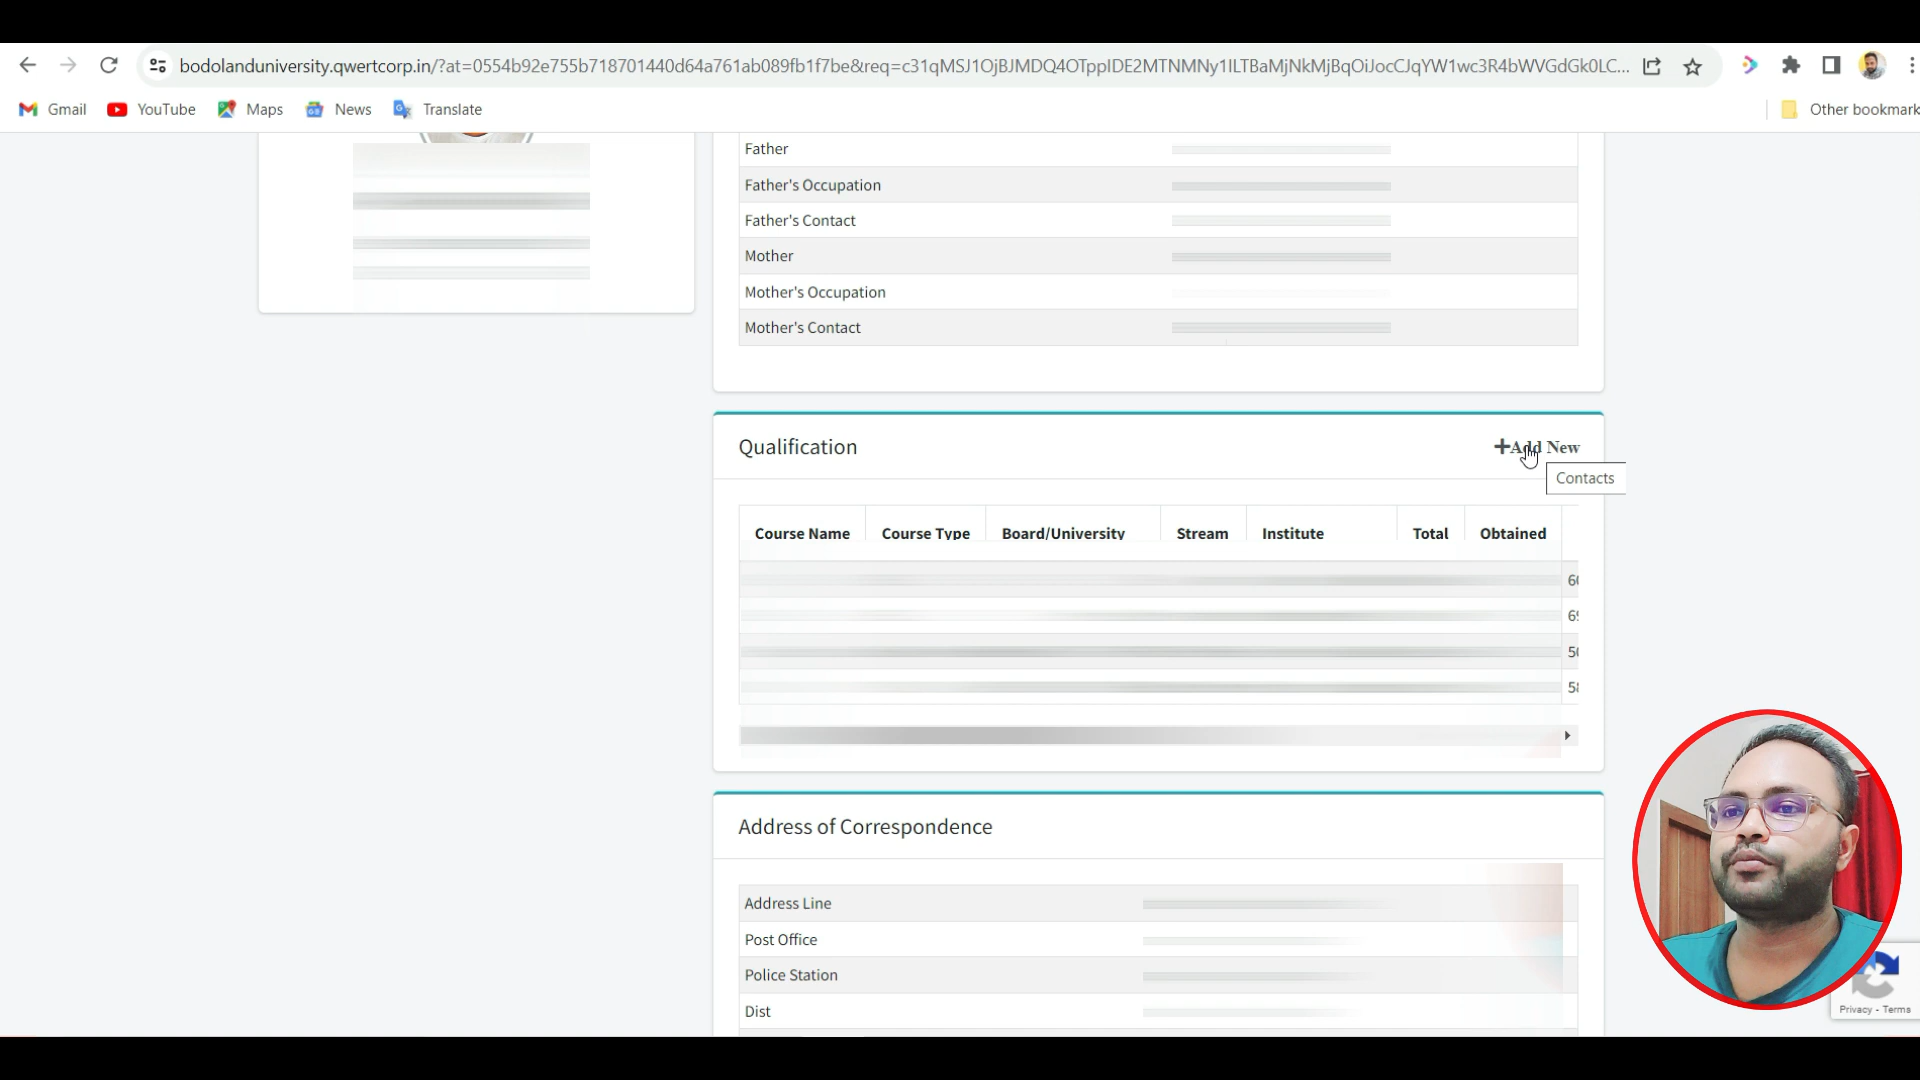 bodolanduniversity.qwertcorp.in/?at=0554b92e755b718701440d64a761ab089fb1f7be&req=c31qMSJ1OjBJMDQ4OTppIDE2MTNMNy1ILTBaMjNkMjBqOiJocCJqYW1wc3R4bWVGdGk0LC...
Gmail YouTube Maps News Translate Other bookmark
Father
Father's Occupation
Father's Contact
Mother
Mother's Occupation
Mother's Contact
Qualification Add New
Contacts
Course Name Course Type Board/University Stream Institute Total Obtained
Address of Correspondence
Address Line
Post Office
Police Station
Dist
Privacy - Terms